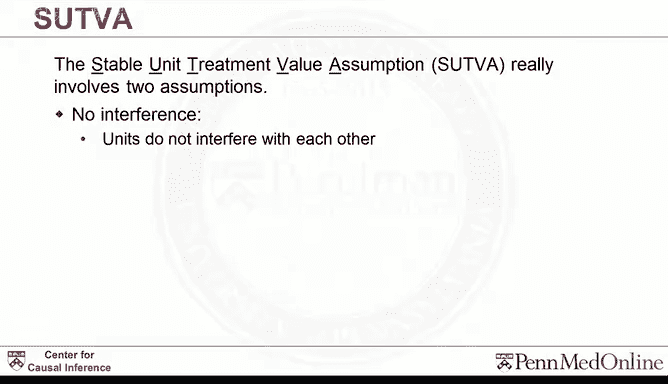 SUTVA
The Stable Unit Treatment Value Assumption (SUTVA) really
involves two assumptions.
❖ No interference:
• Units do not interfere with each other
Center for
Causal Inference
PennMedOnline